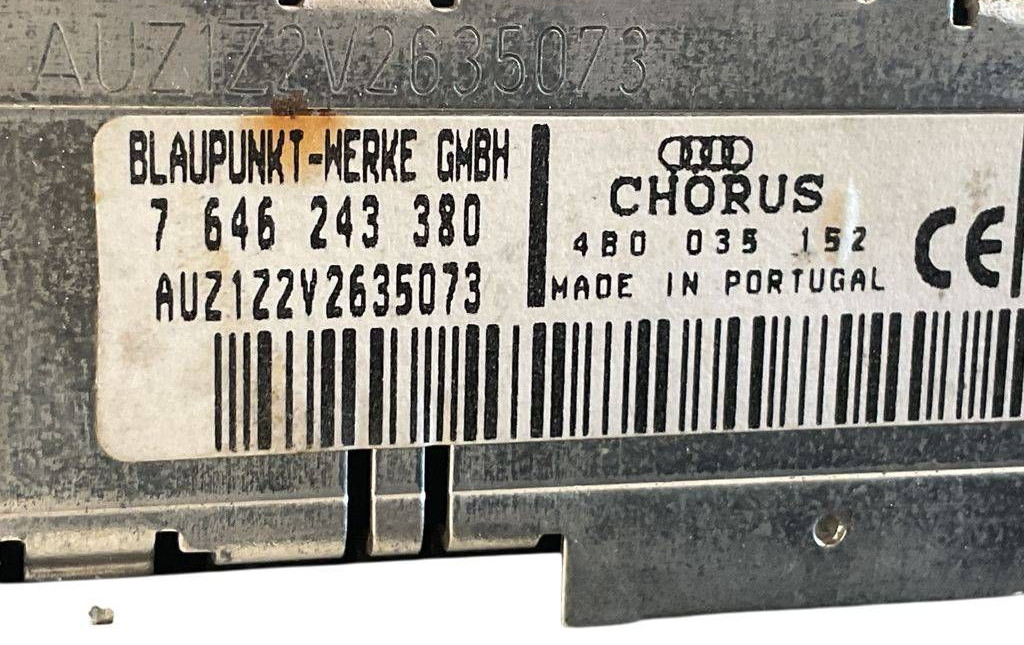 AUZ1Z2V2635073
BLAUPUNKT-WERKE GMBH
7 646 243 380
AUZ1Z2V2635073
CHORUS
4B0 035 152
MADE IN PORTUGAL
CE